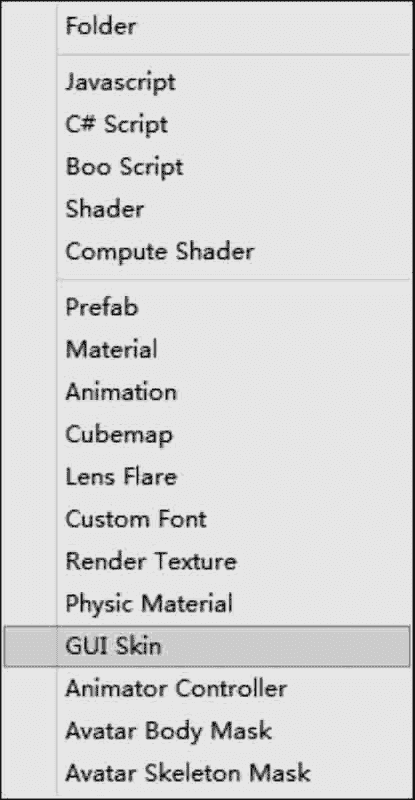 Folder
Javascript
C# Script
Boo Script
Shader
Compute Shader
Prefab
Material
Animation
Cubemap
Lens Flare
Custom Font
Render Texture
Physic Material
GUI Skin
Animator Controller
Avatar Body Mask
Avatar Skeleton Mask